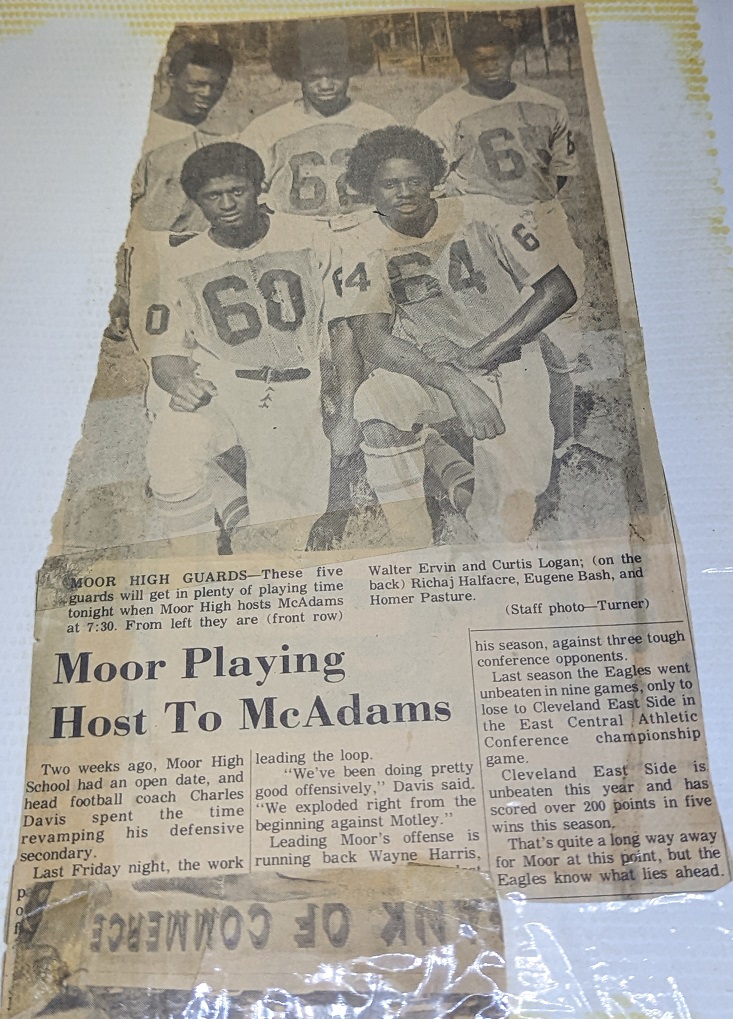 62
65
60
0
64
64
6
MOOR HIGH GUARDS—These five
guards will get in plenty of playing time
tonight when Moor High hosts McAdams
at 7:30. From left they are (front row)
Walter Ervin and Curtis Logan; (on the
back) Richaj Halfacre, Eugene Bash, and
Homer Pasture.
(Staff photo—Turner)
Moor Playing
Host To McAdams
Two weeks ago, Moor High
School had an open date, and
head football coach Charles
Davis spent the time
revamping his defensive
secondary.
Last Friday night, the work
leading the loop.
"We've been doing pretty
good offensively," Davis said.
"We exploded right from the
beginning against Motley."
Leading Moor's offense is
running back Wayne Harris,
his season, against three tough
conference opponents.
Last season the Eagles went
unbeaten in nine games, only to
lose to Cleveland East Side in
the East Central Athletic
Conference championship
game.
Cleveland East Side is
unbeaten this year and has
scored over 200 points in five
wins this season.
That's quite a long way away
for Moor at this point, but the
Eagles know what lies ahead.
NK OF COMMERCE